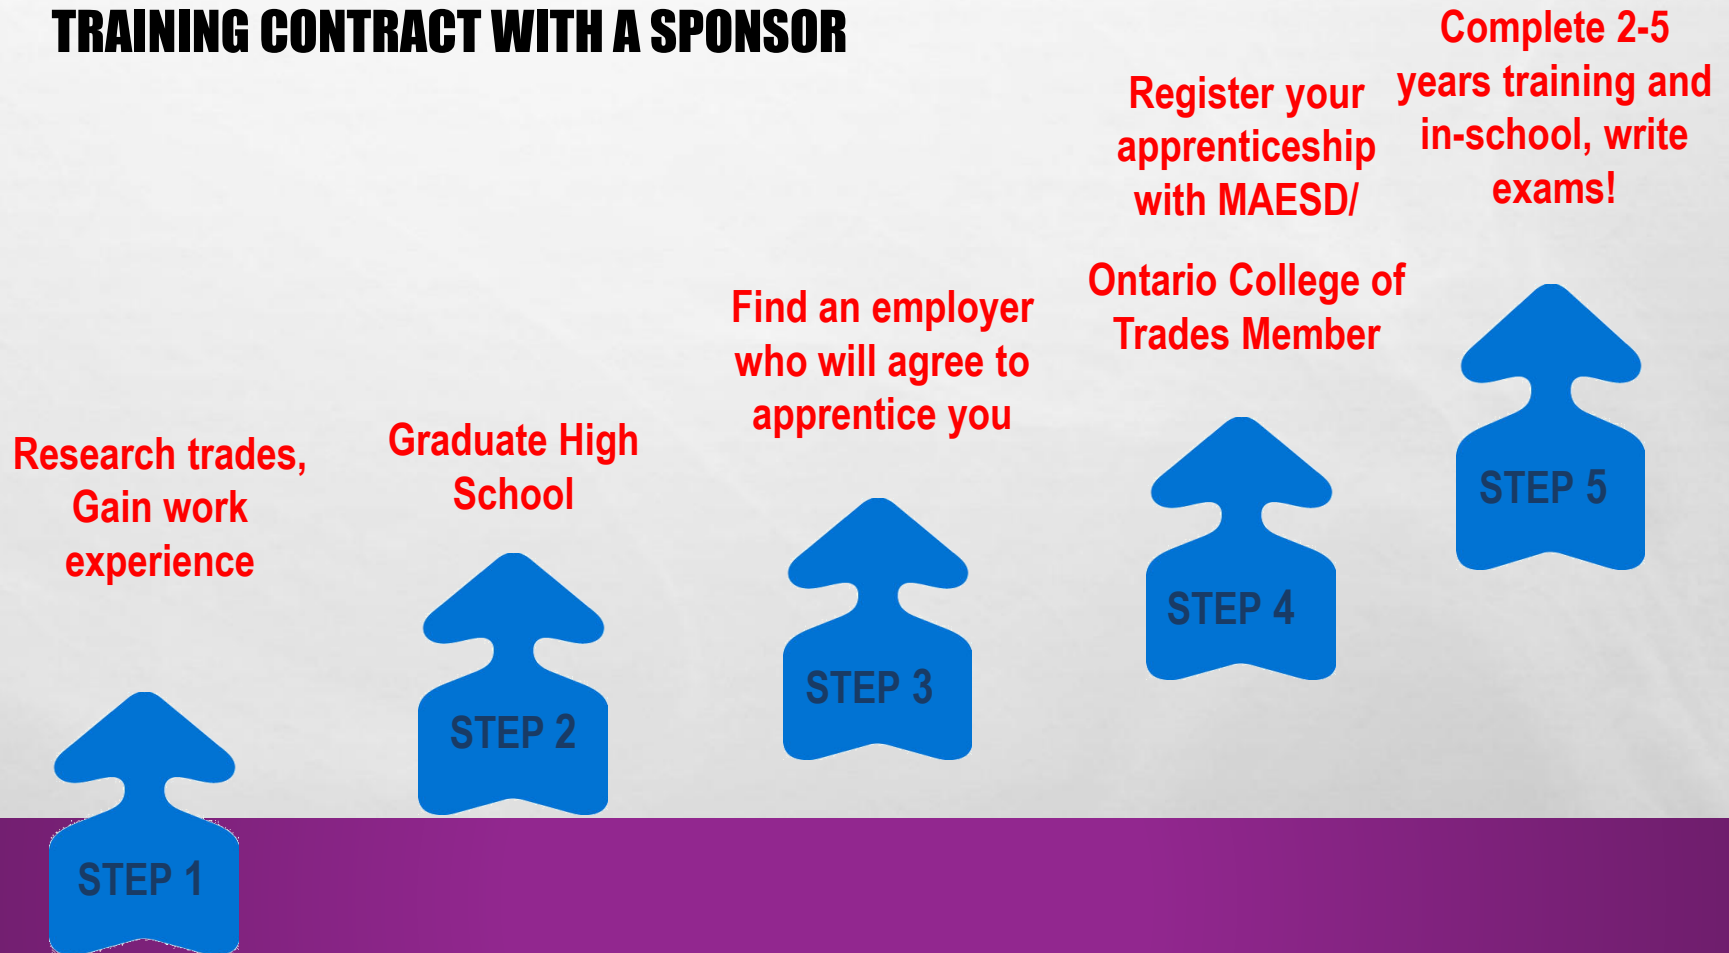 TRAINING CONTRACT WITH A SPONSOR
Research trades,
Gain work
experience
STEP 1
Graduate High
School
STEP 2
Find an employer
who will agree to
apprentice you
STEP 3
Register your
apprenticeship
with MAESD/
Ontario College of
Trades Member
STEP 4
Complete 2-5
years training and
in-school, write
exams!
STEP 5